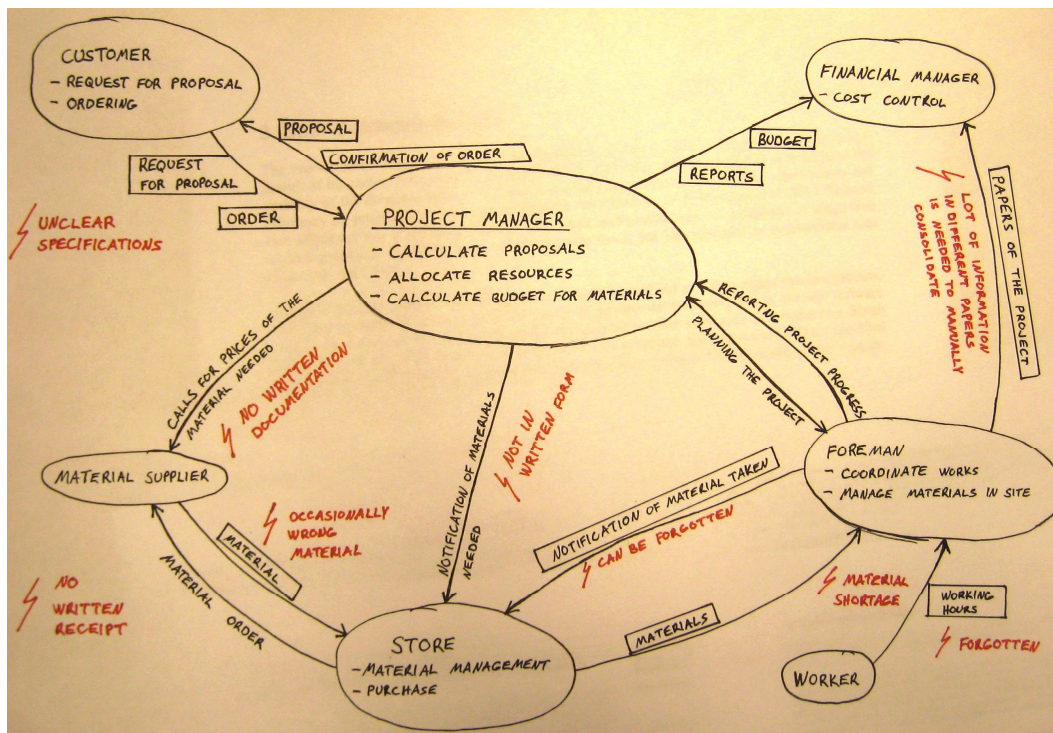 CUSTOMER
- REQUEST FOR PROPOSAL
- ORDERING
FINANCIAL MANAGER
- COST CONTROL
PROPOSAL
CONFIRMATION OF ORDER
REQUEST
FOR PROPOSAL
ORDER
BUDGET
REPORTS
UNCLEAR
SPECIFICATIONS
PROJECT MANAGER
- CALCULATE PROPOSALS
- ALLOCATE RESOURCES
- CALCULATE BUDGET FOR MATERIALS
PAPERS OF THE PROJECT
LOT OF INFORMATION
IN DIFFERENT PAPERS
IS NEEDED TO MANUALLY
CONSOLIDATE
REPORTNG PROJECT PROGRESS
PLANNING THE PROJECT
CALLS FOR PRICES OF THE
MATERIAL NEEDED
NO WRITTEN
DOCUMENTATION
NOTIFICATION OF MATERIALS
NEEDED
NOT IN
WRITTEN FORM
MATERIAL SUPPLIER
FOREMAN
- COORDINATE WORKS
- MANAGE MATERIALS IN SITE
NOTIFICATION OF MATERIAL TAKEN
CAN BE FORGOTTEN
OCCASIONALLY
WRONG
MATERIAL
MATERIAL
MATERIAL ORDER
NO
WRITTEN
RECEIPT
MATERIAL
SHORTAGE
WORKING
HOURS
FORGOTTEN
STORE
- MATERIAL MANAGEMENT
- PURCHASE
MATERIALS
WORKER